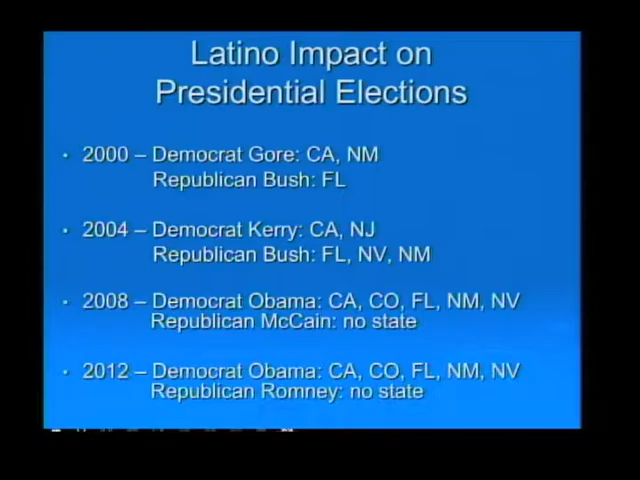 Latino Impact on
Presidential Elections
• 2000 – Democrat Gore: CA, NM
Republican Bush: FL
• 2004 – Democrat Kerry: CA, NJ
Republican Bush: FL, NV, NM
• 2008 – Democrat Obama: CA, CO, FL, NM, NV
Republican McCain: no state
• 2012 – Democrat Obama: CA, CO, FL, NM, NV
Republican Romney: no state